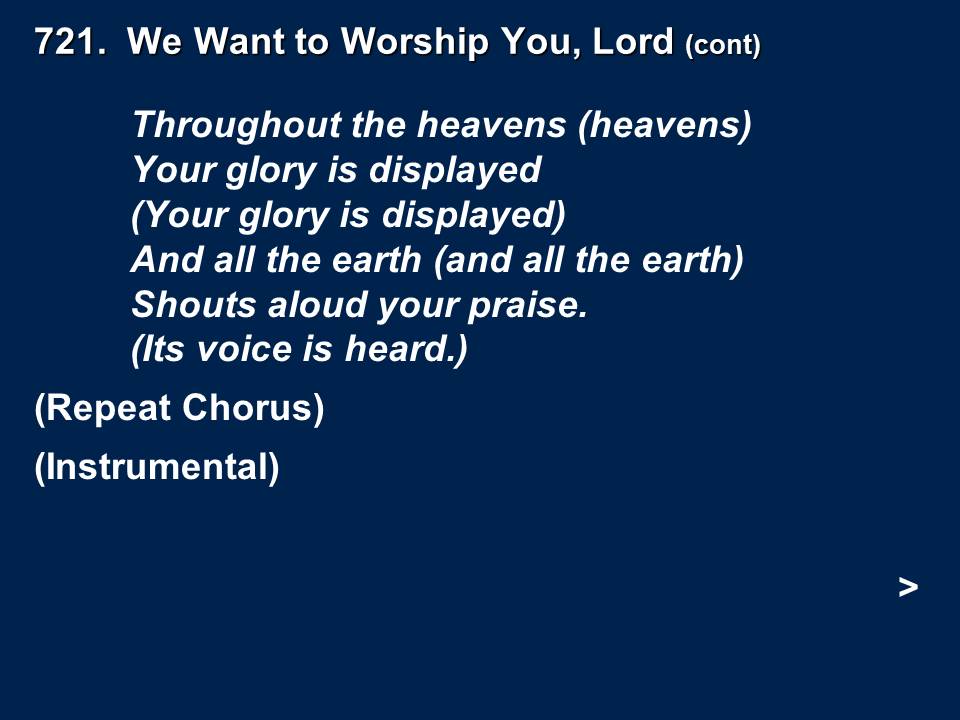 721. We Want to Worship You, Lord (cont)
Throughout the heavens (heavens)
Your glory is displayed
(Your glory is displayed)
And all the earth (and all the earth)
Shouts aloud your praise.
(Its voice is heard.)
(Repeat Chorus)
(Instrumental)
>